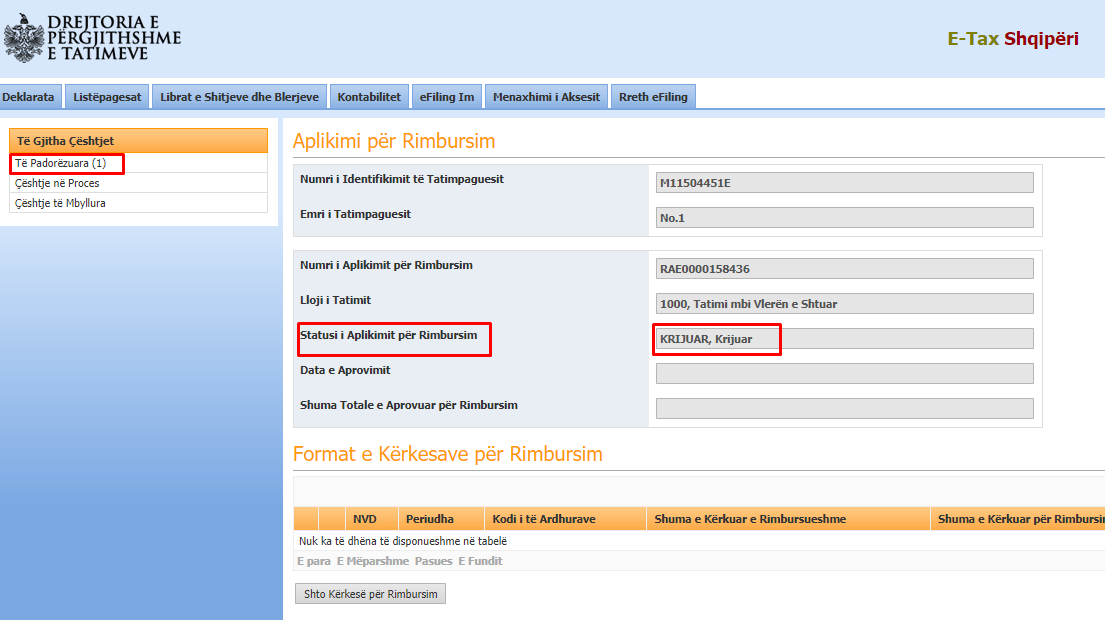 DREJTORIA E
PËRGJITHSHME
E TATIMEVE
E-Tax Shqipëri
Deklarata Listëpagesat Librat e Shitjeve dhe Blerjeve Kontabilitet eFiling Im Menaxhimi i Aksesit Rreth eFiling
Të Gjitha Çështjet
Të Padorëzuara (1)
Çështje në Proces
Çështje të Mbyllura
Aplikimi për Rimbursim
Numri i Identifikimit të Tatimpaguesit M11504451E
Emri i Tatimpaguesit No.1
Numri i Aplikimit për Rimbursim RAE0000158436
Lloji i Tatimit 1000, Tatimi mbi Vlerën e Shtuar
Statusi i Aplikimit për Rimbursim KRIJUAR, Krijuar
Data e Aprovimit
Shuma Totale e Aprovuar për Rimbursim
Format e Kërkesave për Rimbursim
NVD Periudha Kodi i të Ardhurave Shuma e Kërkuar e Rimbursueshme Shuma e Kërkuar për
Nuk ka të dhëna të disponueshme në tabelë
E para E Mëparshme Pasues E Fundit
Shto Kërkesë për Rimbursim